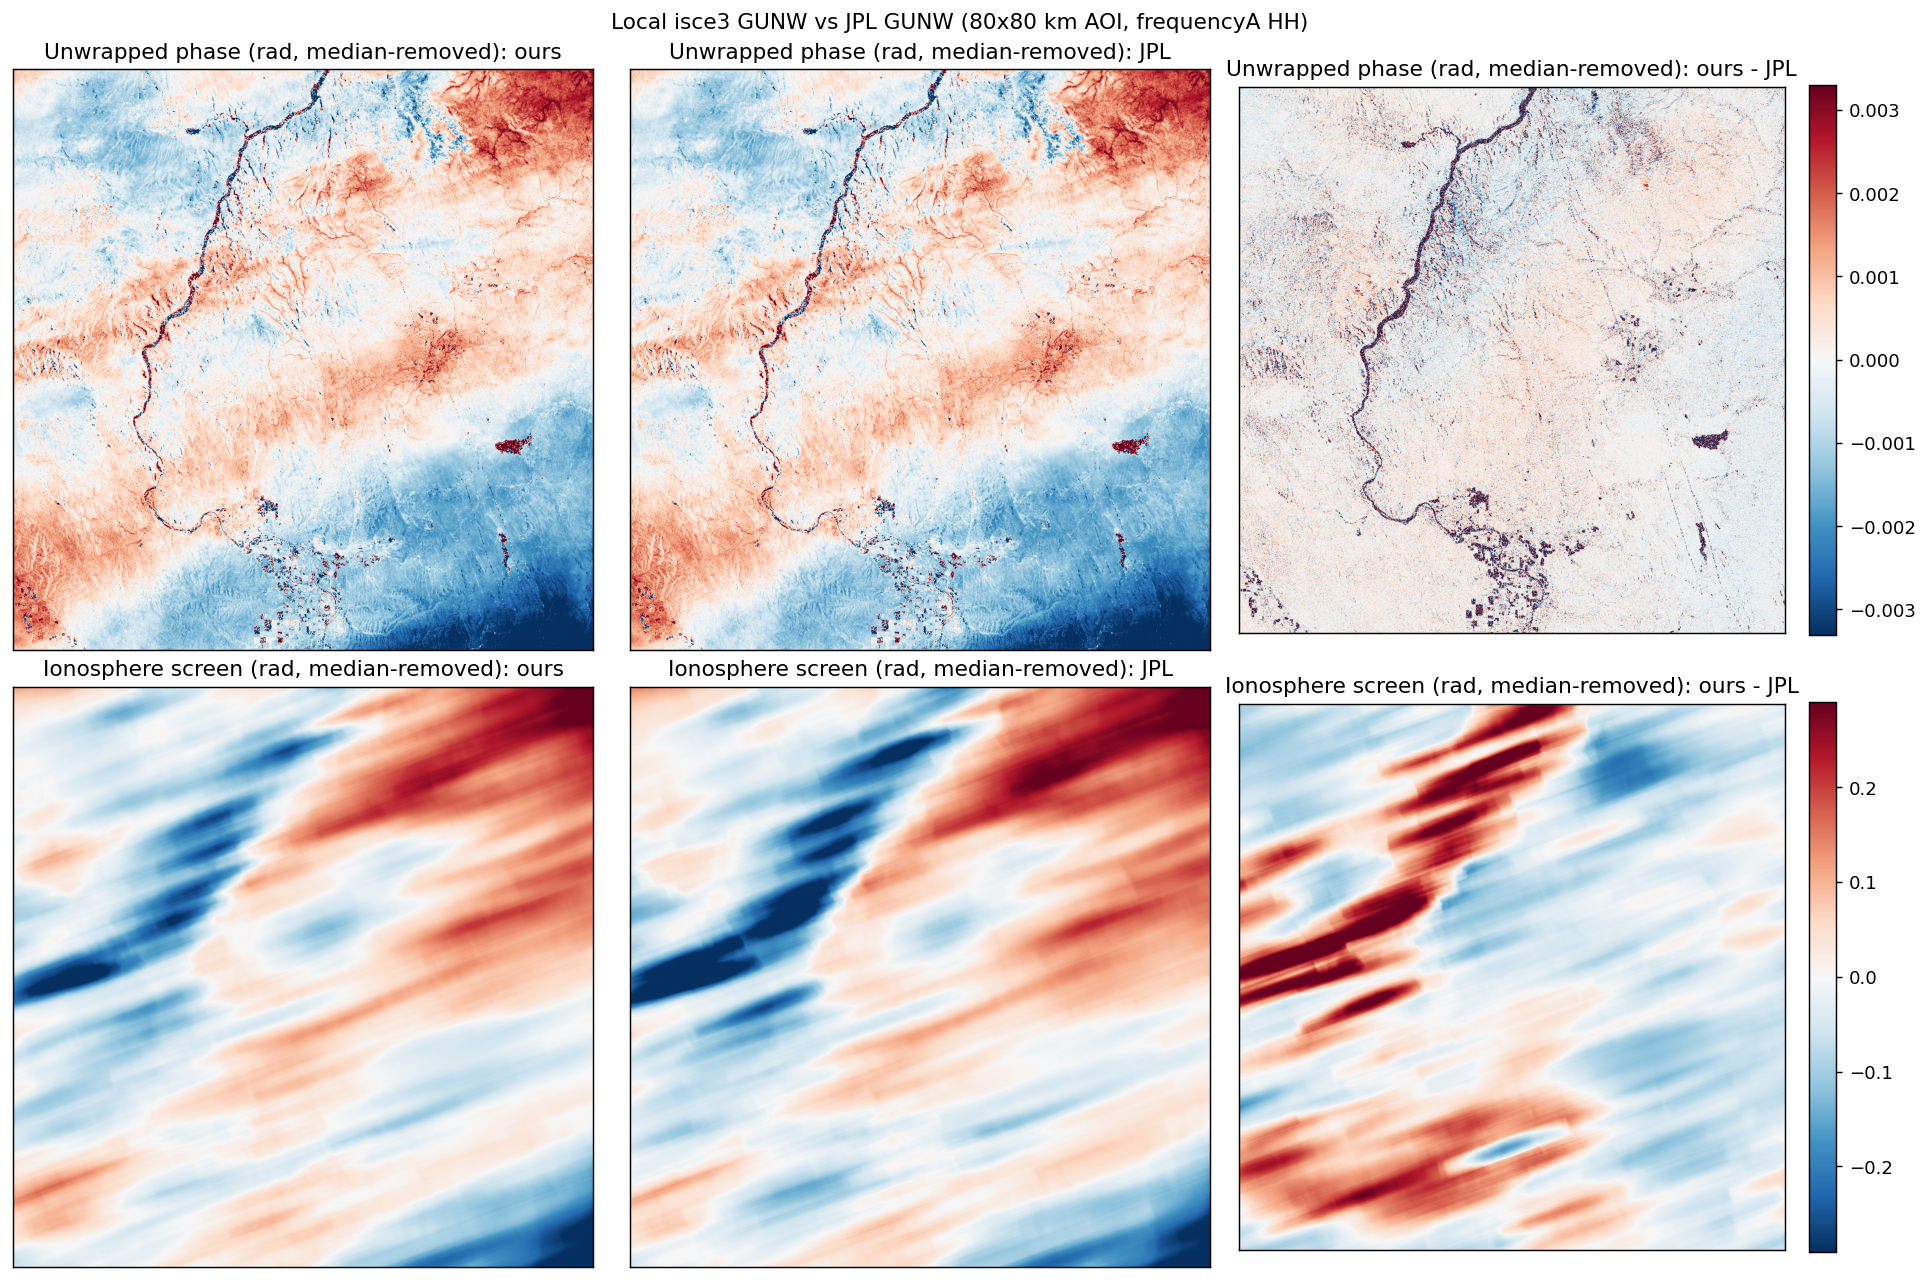 Local isce3 GUNW vs JPL GUNW (80x80 km AOI, frequencyA HH)
Unwrapped phase (rad, median-removed): ours
Unwrapped phase (rad, median-removed): JPL
Unwrapped phase (rad, median-removed): ours - JPL
0.003
0.002
0.001
0.000
−0.001
−0.002
−0.003
Ionosphere screen (rad, median-removed): ours
Ionosphere screen (rad, median-removed): JPL
Ionosphere screen (rad, median-removed): ours - JPL
0.2
0.1
0.0
−0.1
−0.2